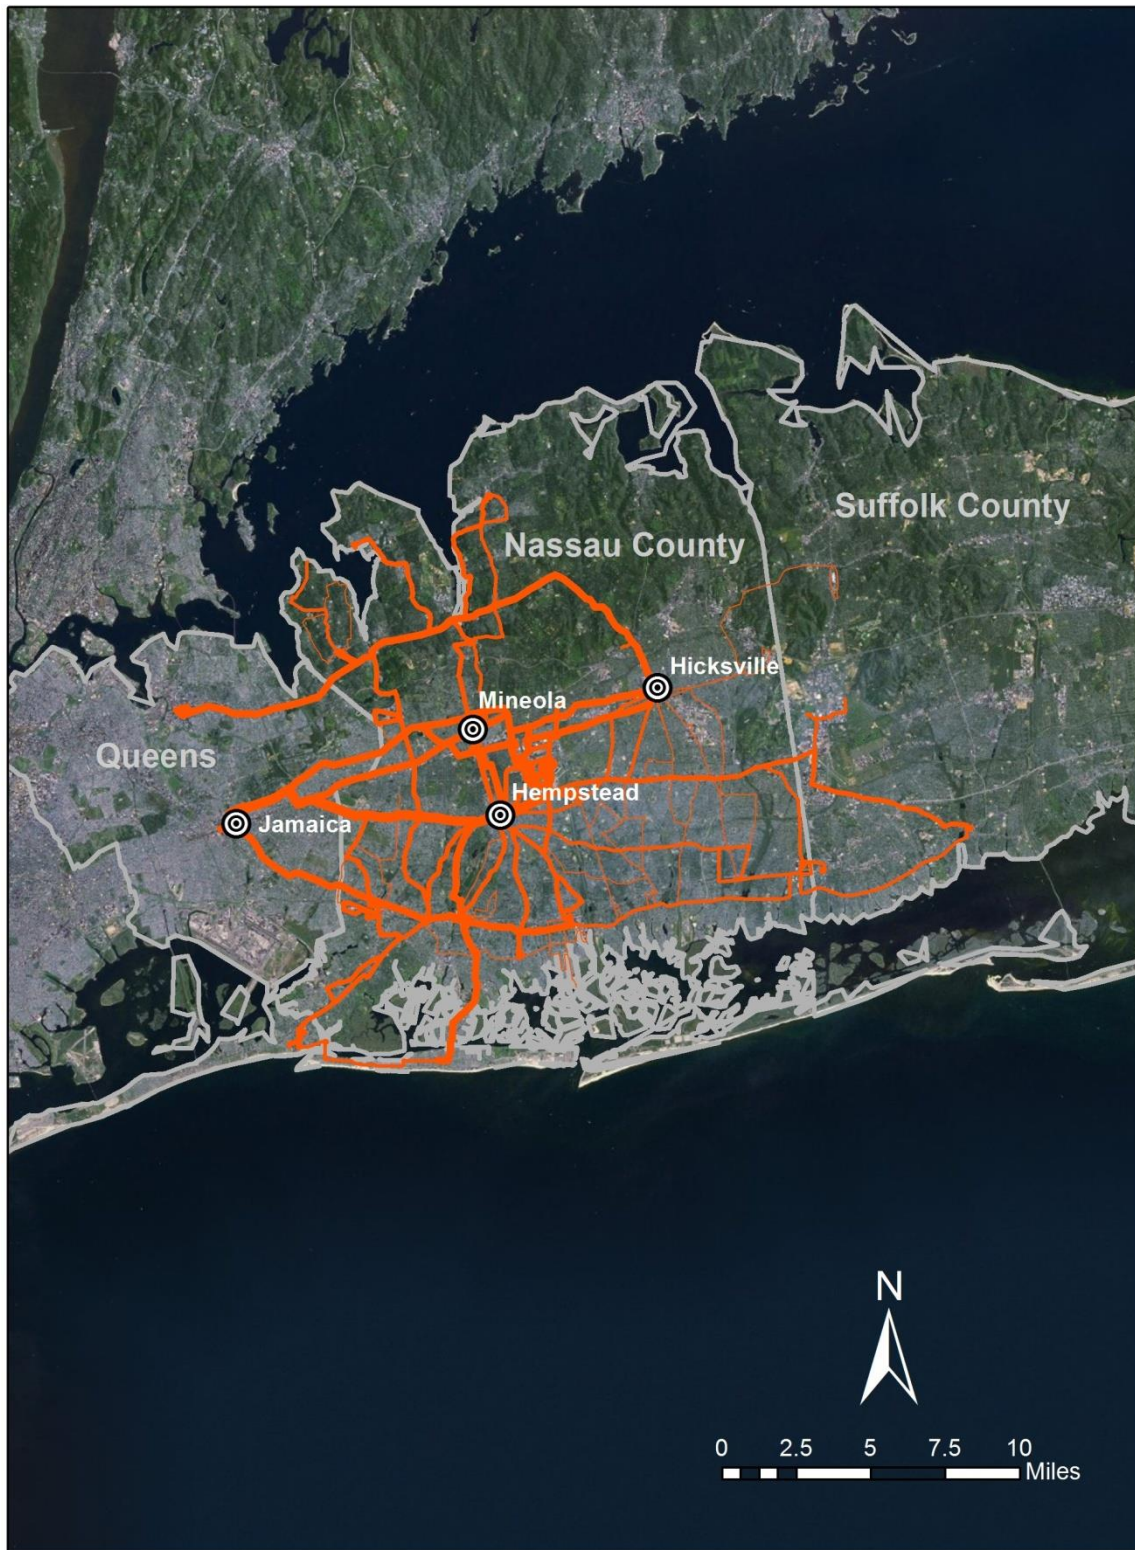 Suffolk County
Nassau County
Hicksville
Mineola
Queens
Hempstead
Jamaica
N
0 2.5 5 7.5 10
Miles